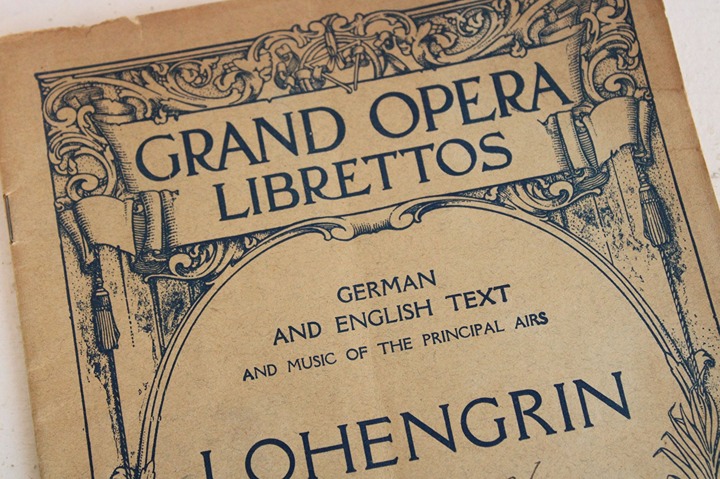 GRAND OPERA
LIBRETTOS
GERMAN
AND ENGLISH TEXT
AND MUSIC OF THE PRINCIPAL AIRS
LOHENGRIN